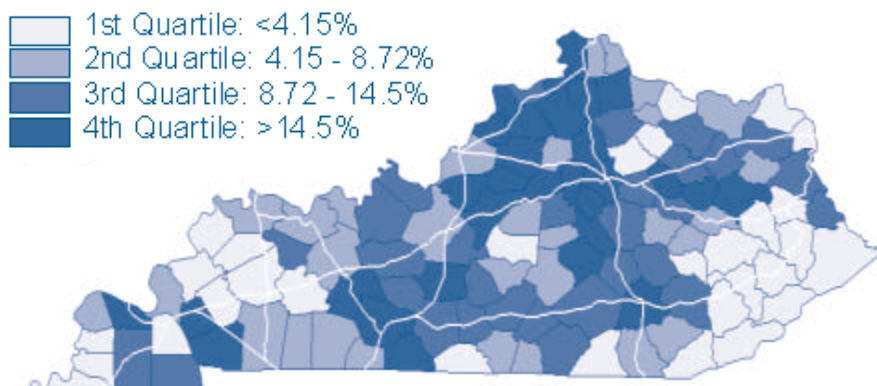 1st Quartile: <4.15%
2nd Quartile: 4.15 - 8.72%
3rd Quartile: 8.72 - 14.5%
4th Quartile: >14.5%